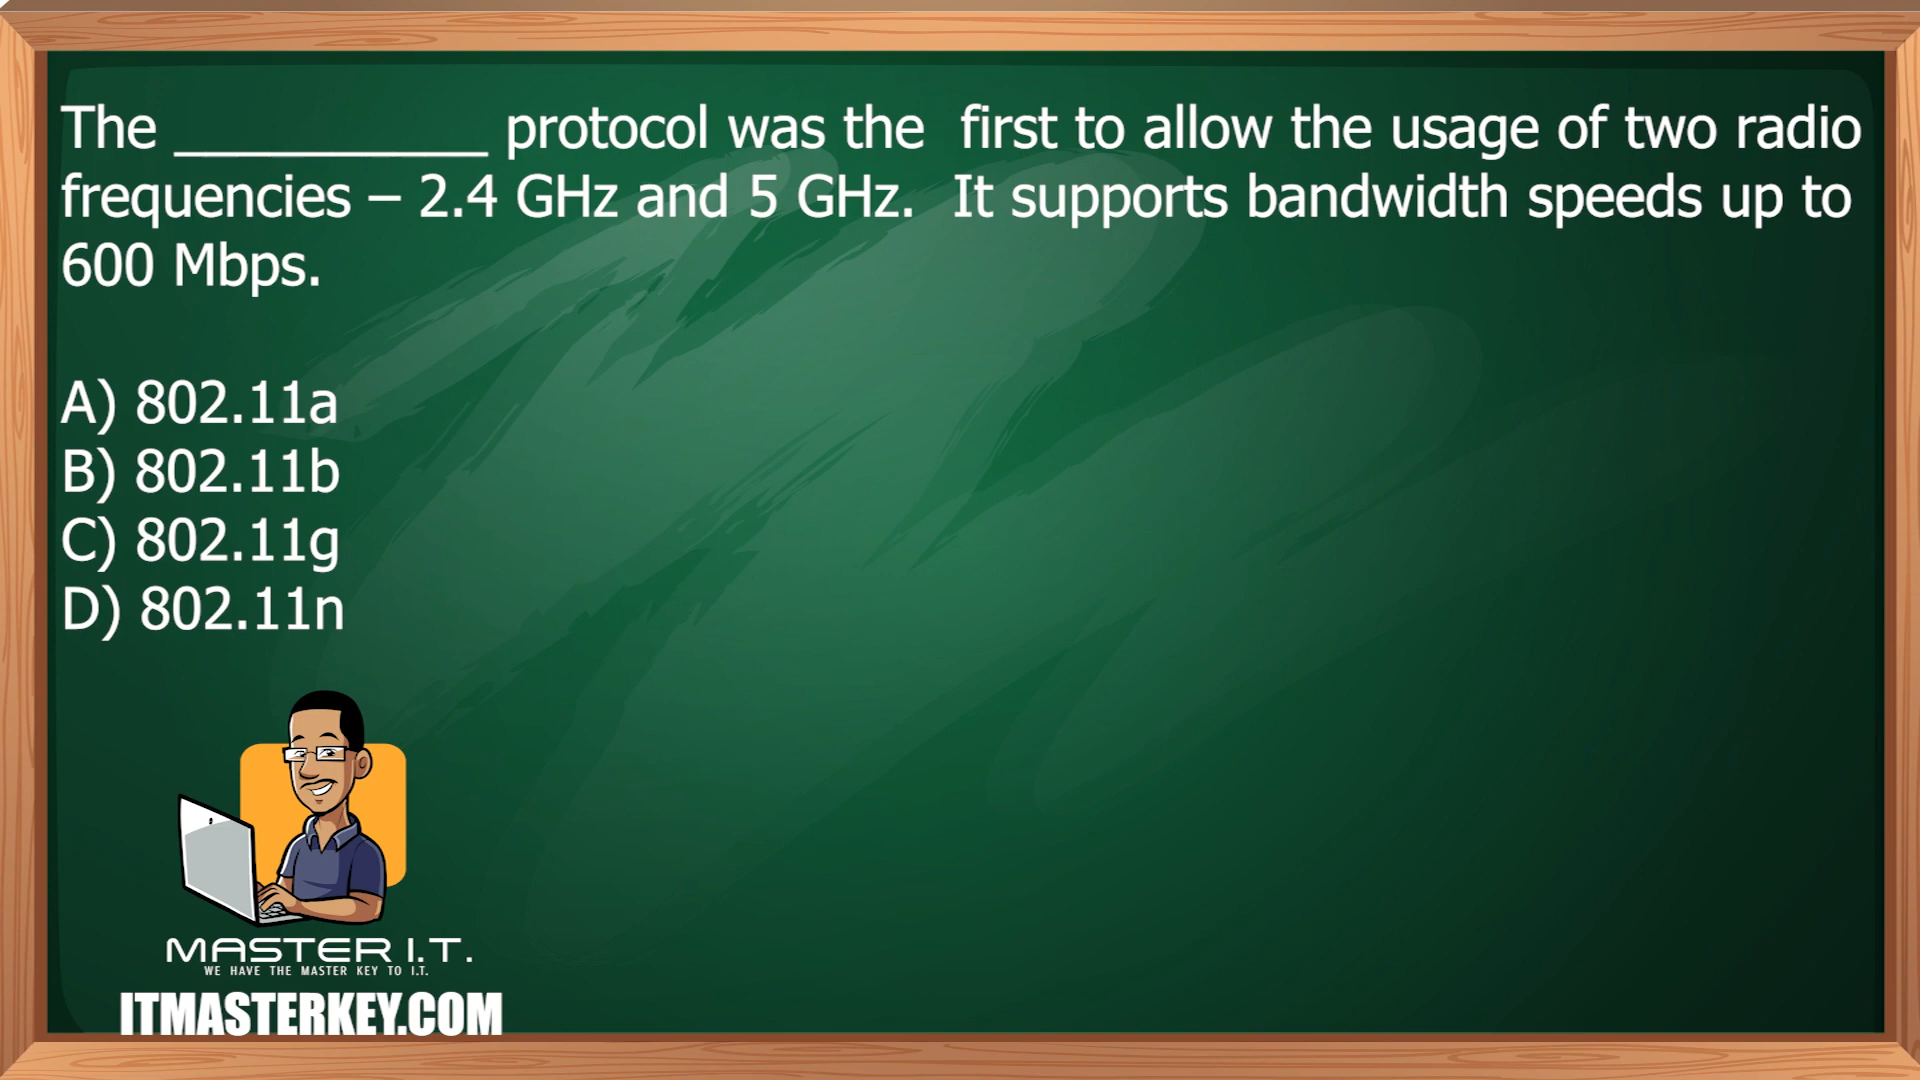 The __________ protocol was the  first to allow the usage of two radio
frequencies – 2.4 GHz and 5 GHz.  It supports bandwidth speeds up to
600 Mbps.
A) 802.11a
B) 802.11b
C) 802.11g
D) 802.11n
MASTER I.T.
WE HAVE THE MASTER KEY TO I.T.
ITMASTERKEY.COM